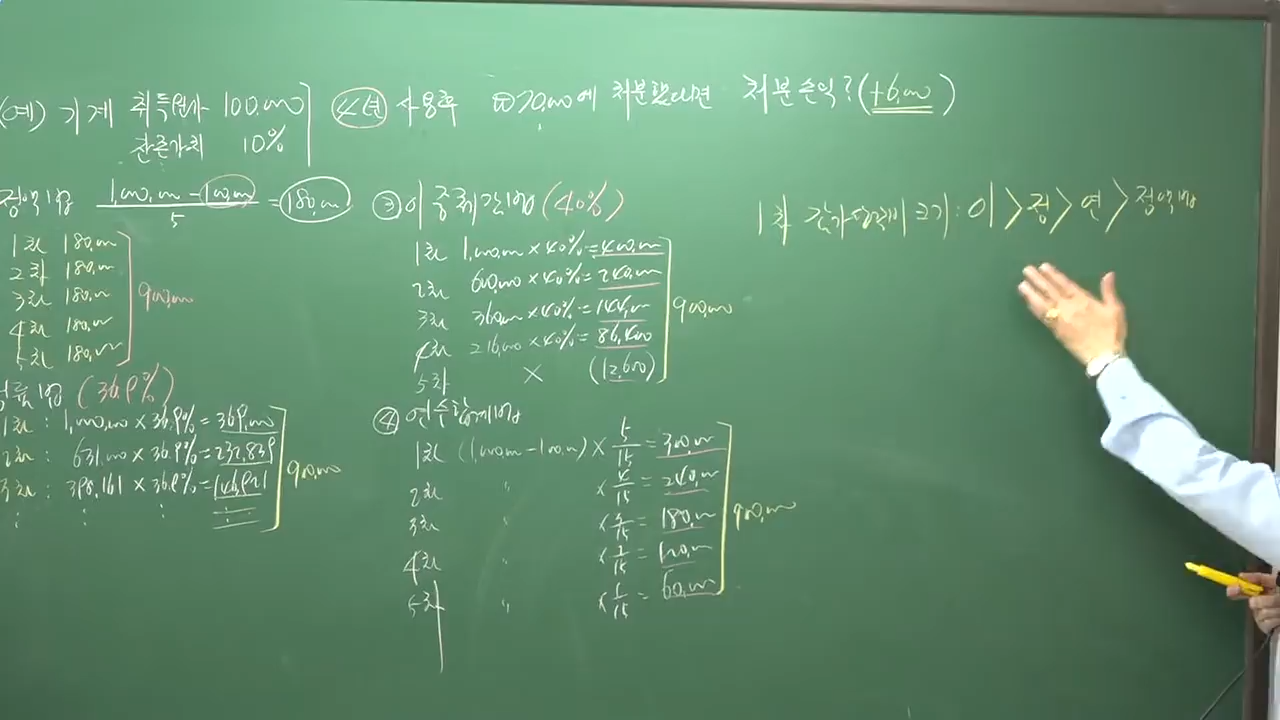 (예) 기계 취득원가 100,000
잔존가치 10%
4년 사용후 ₩70,000에 처분했다면 처분손익? (+6,000)
정액법 1,000,000 - 100,000 / 5 = 180,000
1차 180,000
2차 180,000
3차 180,000
4차 180,000
5차 180,000
900,000
률법 (36.9%)
1차 : 1,000,000 × 36.9% = 369,000
2차 : 631,000 × 36.9% = 232,839
3차 : 398,161 × 36.9% = 146,921
900,000
③ 이중체감법 (40%)
1차 1,000,000 × 40% = 400,000
2차 600,000 × 40% = 240,000
3차 360,000 × 40% = 144,000
4차 216,000 × 40% = 86,400
5차 × (12,600)
900,000
④ 연수합계법
1차 (1,000,000 - 100,000) × 5/15 = 300,000
2차 〃 × 4/15 = 240,000
3차 〃 × 3/15 = 180,000
4차 〃 × 2/15 = 120,000
5차 〃 × 1/15 = 60,000
900,000
1차 감가상각비 크기 : 이 > 정 > 연 > 정액법